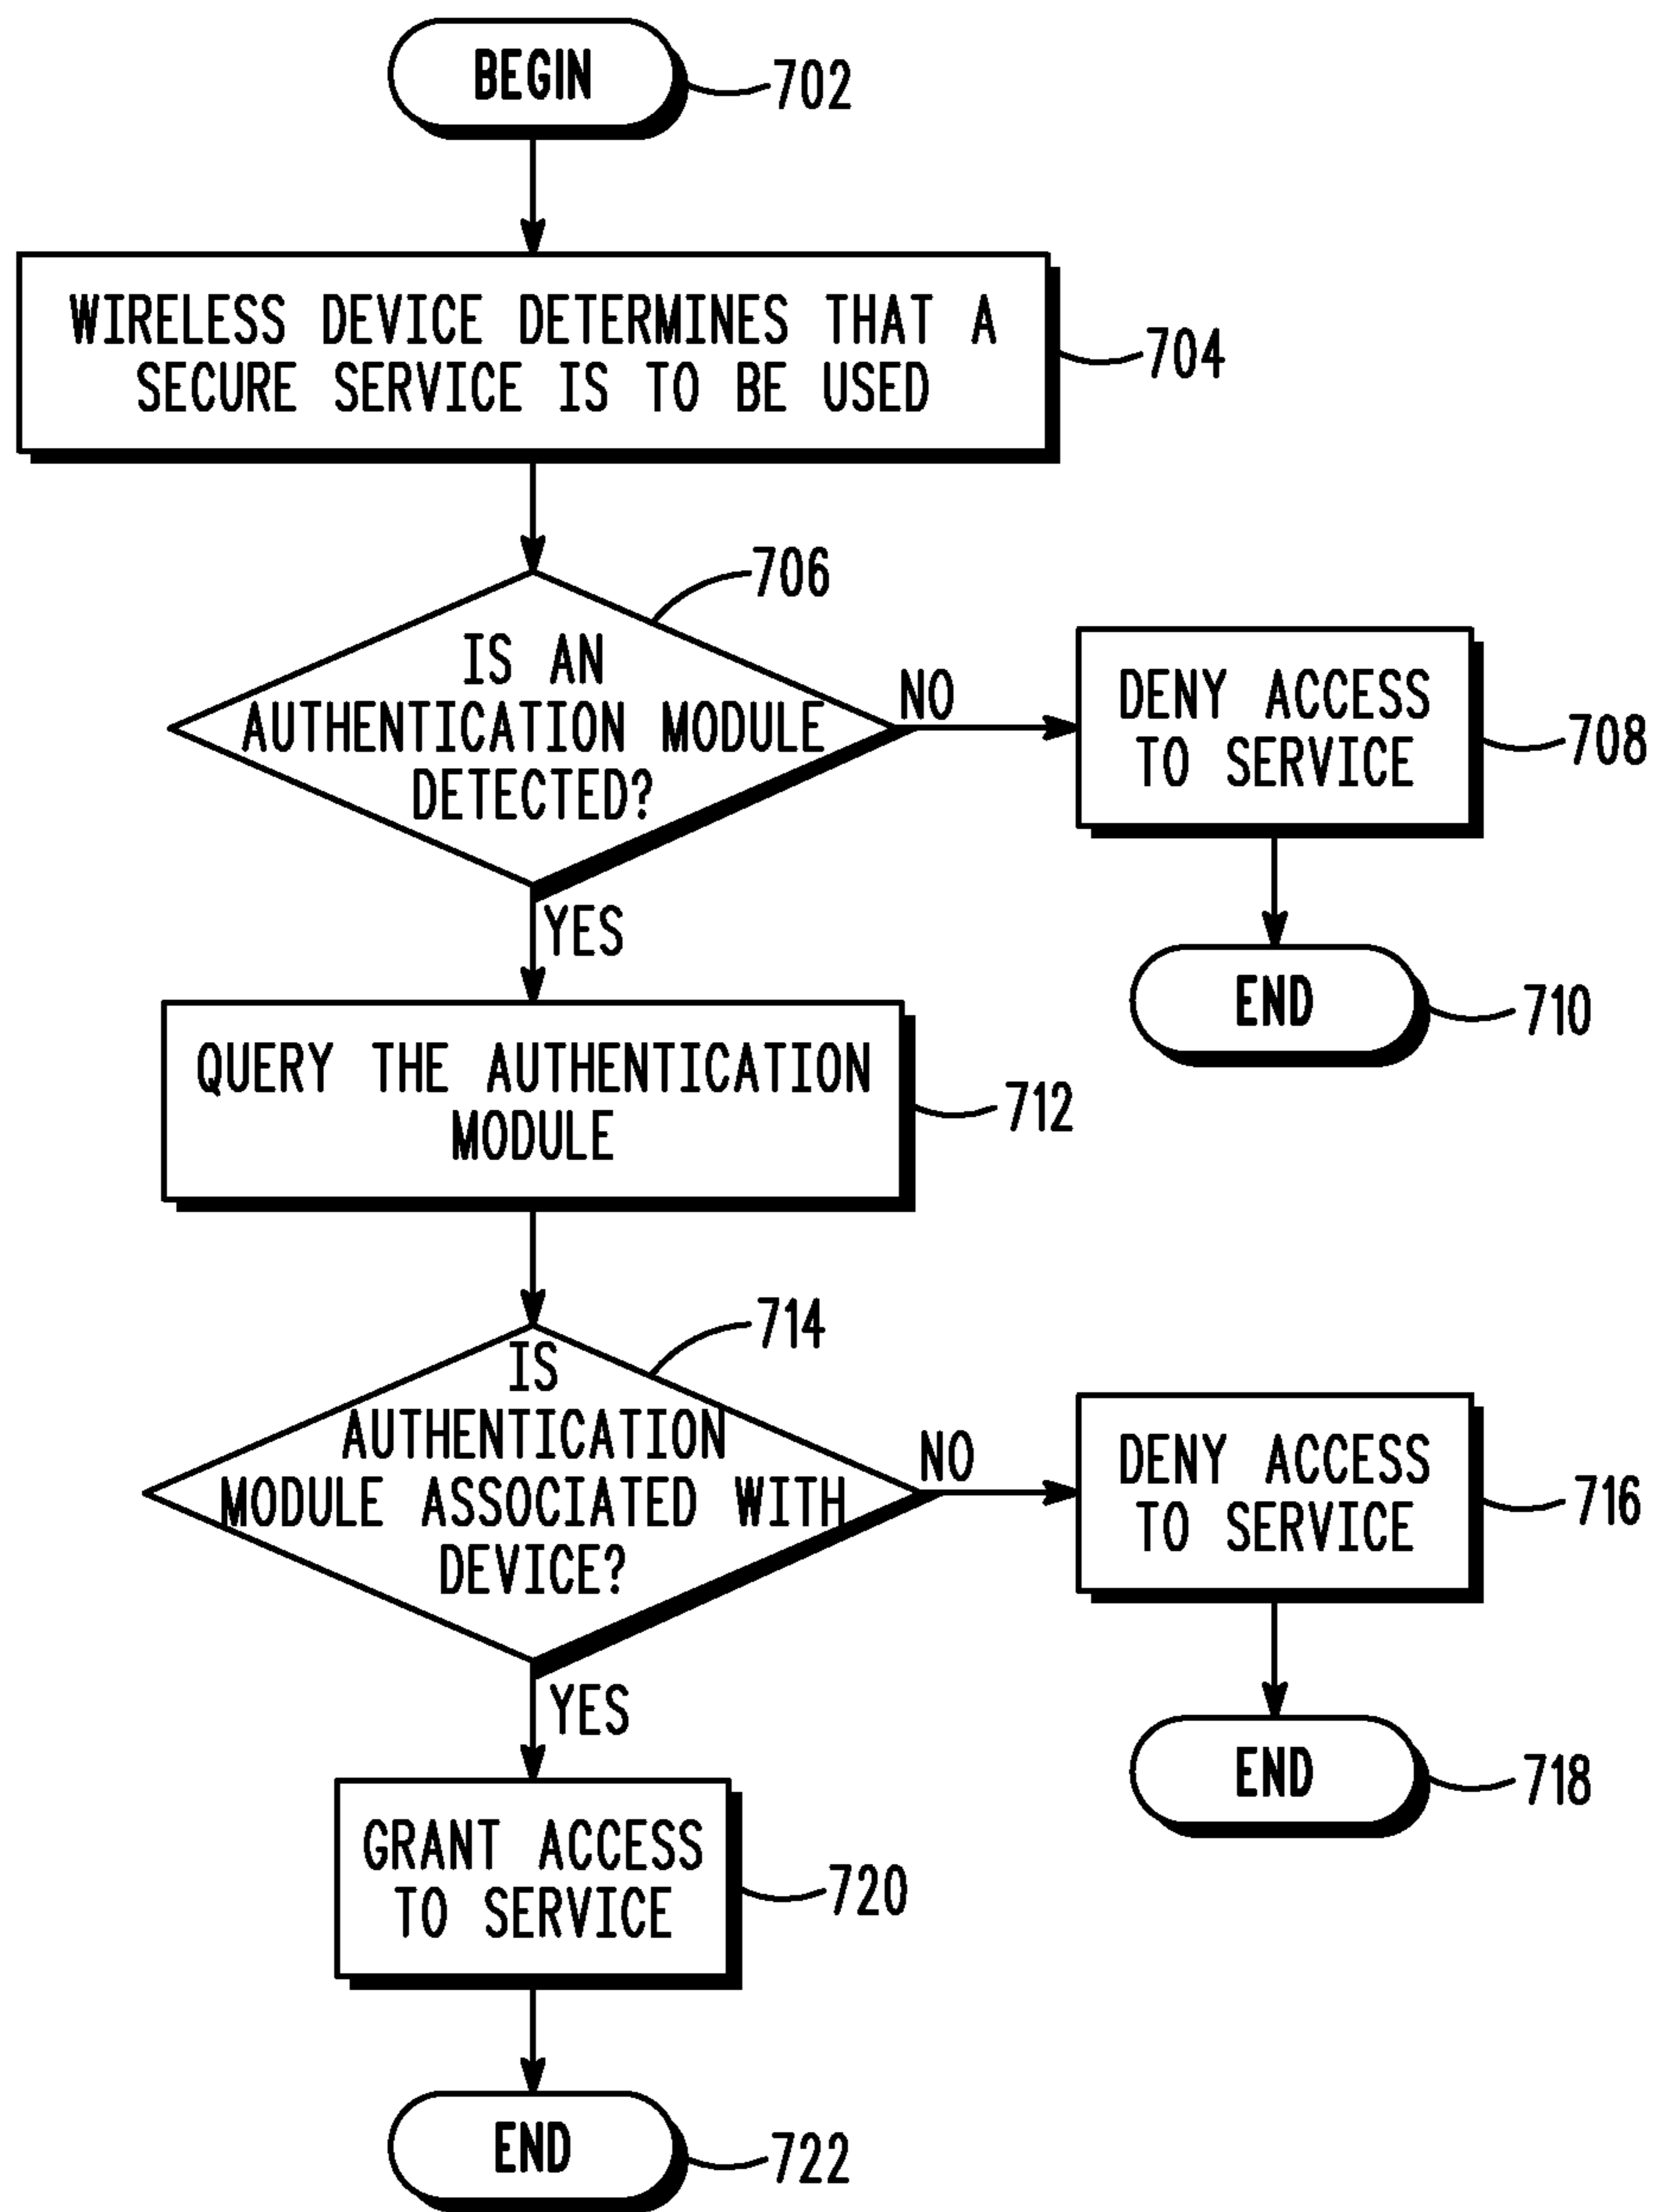 BEGIN
702
WIRELESS DEVICE DETERMINES THAT A
SECURE SERVICE IS TO BE USED
704
706
IS AN
AUTHENTICATION MODULE
DETECTED?
NO
DENY ACCESS
TO SERVICE
708
YES
END
710
QUERY THE AUTHENTICATION
MODULE
712
714
IS
AUTHENTICATION
MODULE ASSOCIATED WITH
DEVICE?
NO
DENY ACCESS
TO SERVICE
716
YES
END
718
GRANT ACCESS
TO SERVICE
720
END
722